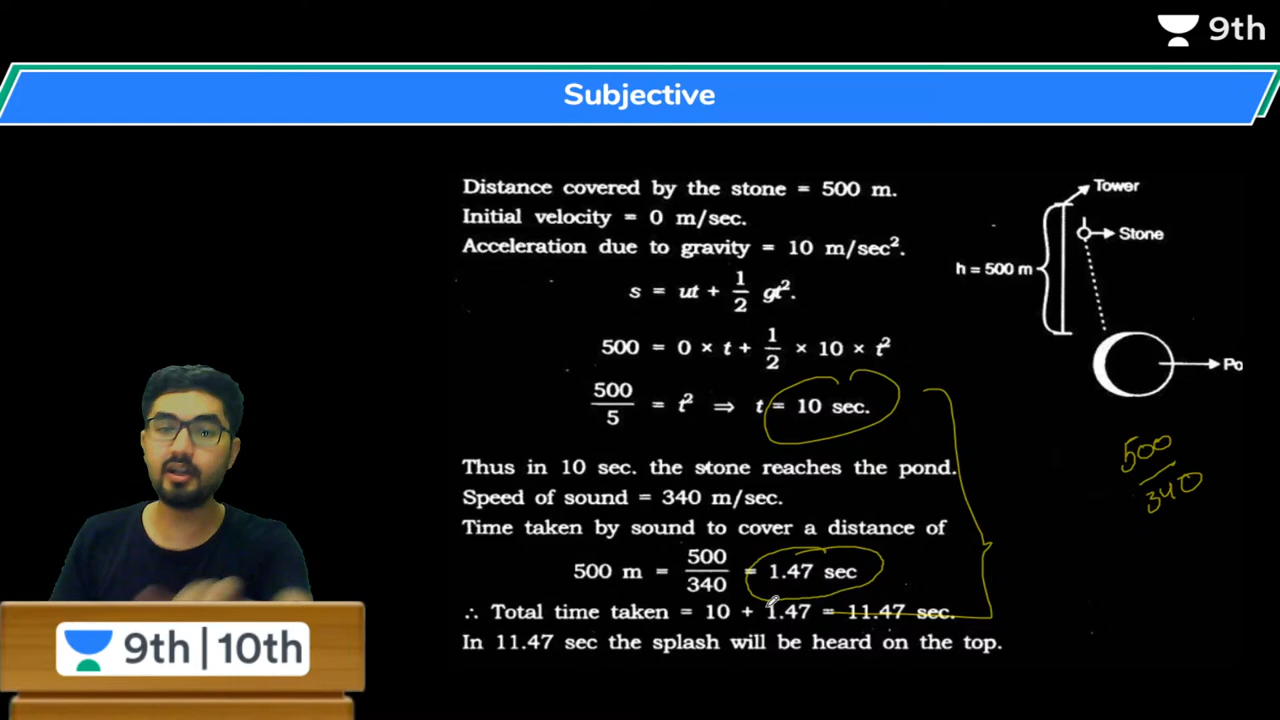 9th
Subjective
Distance covered by the stone = 500 m.
Initial velocity = 0 m/sec.
Acceleration due to gravity = 10 m/sec².
s = ut + 1/2 gt².
500 = 0 × t + 1/2 × 10 × t²
500/5 = t² ⇒ t = 10 sec.
Thus in 10 sec. the stone reaches the pond.
Speed of sound = 340 m/sec.
Time taken by sound to cover a distance of
500 m = 500/340 = 1.47 sec
∴ Total time taken = 10 + 1.47 = 11.47 sec.
In 11.47 sec the splash will be heard on the top.
Tower
Stone
h = 500 m
Po
500/340
9th | 10th